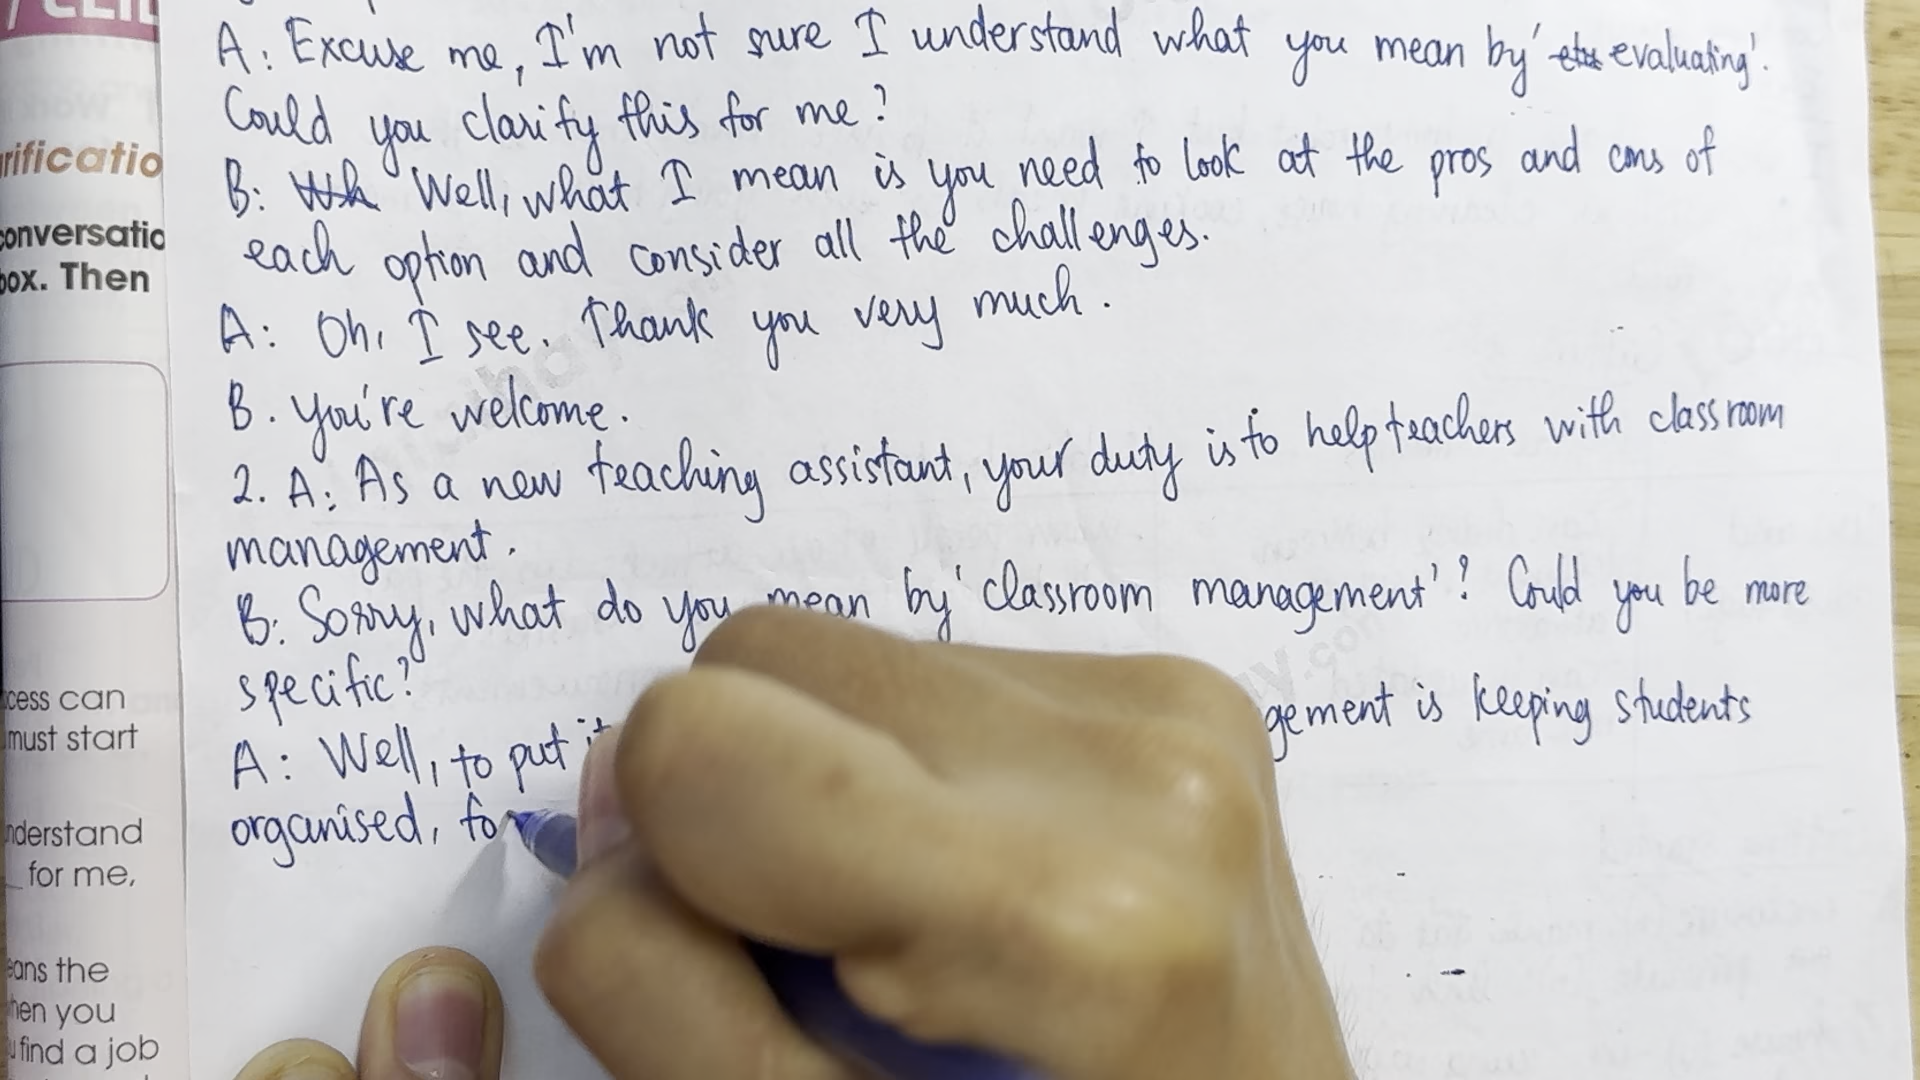 A: Excuse me, I'm not sure I understand what you mean by 'evaluating'.
Could you clarify this for me?
B: Well, what I mean is you need to look at the pros and cons of
each option and consider all the challenges.
A: Oh, I see. Thank you very much.
B. You're welcome.
2. A: As a new teaching assistant, your duty is to help teachers with classroom
management.
B: Sorry, what do you mean by 'classroom management'? Could you be more
specific?
A: Well, to put it gement is keeping students
organised, fo
rificatio
conversatio
box. Then
cess can
must start
nderstand
for me,
eans the
hen you
find a job